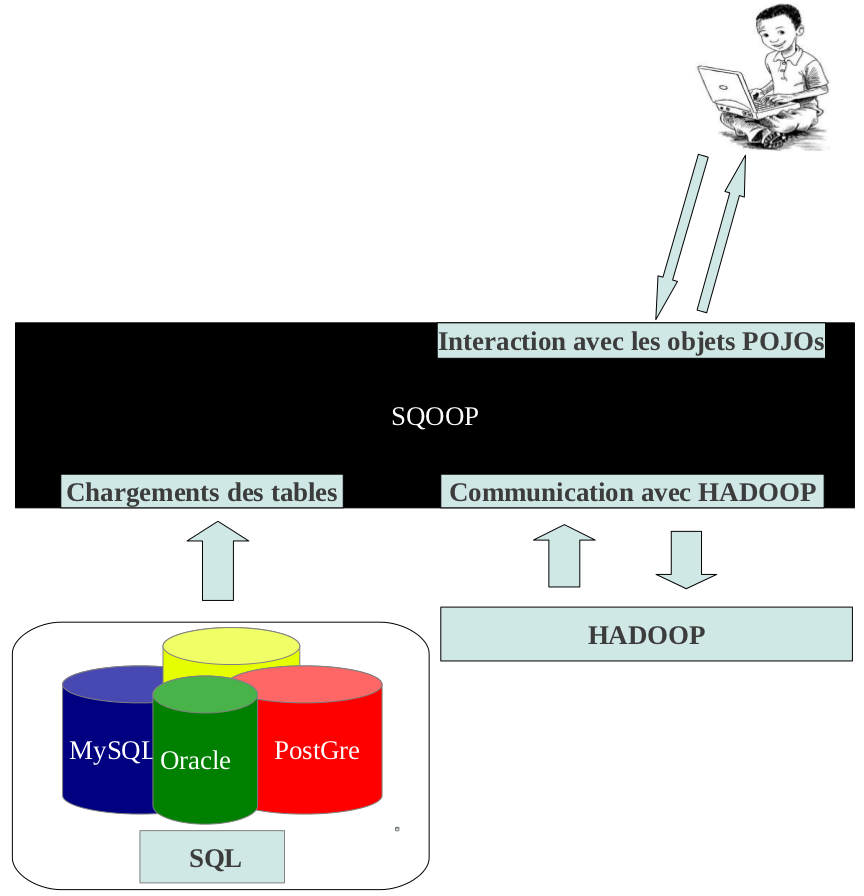 Interaction avec les objets POJOs
SQOOP
Chargements des tables
Communication avec HADOOP
HADOOP
MySQL
Oracle
PostGre
SQL